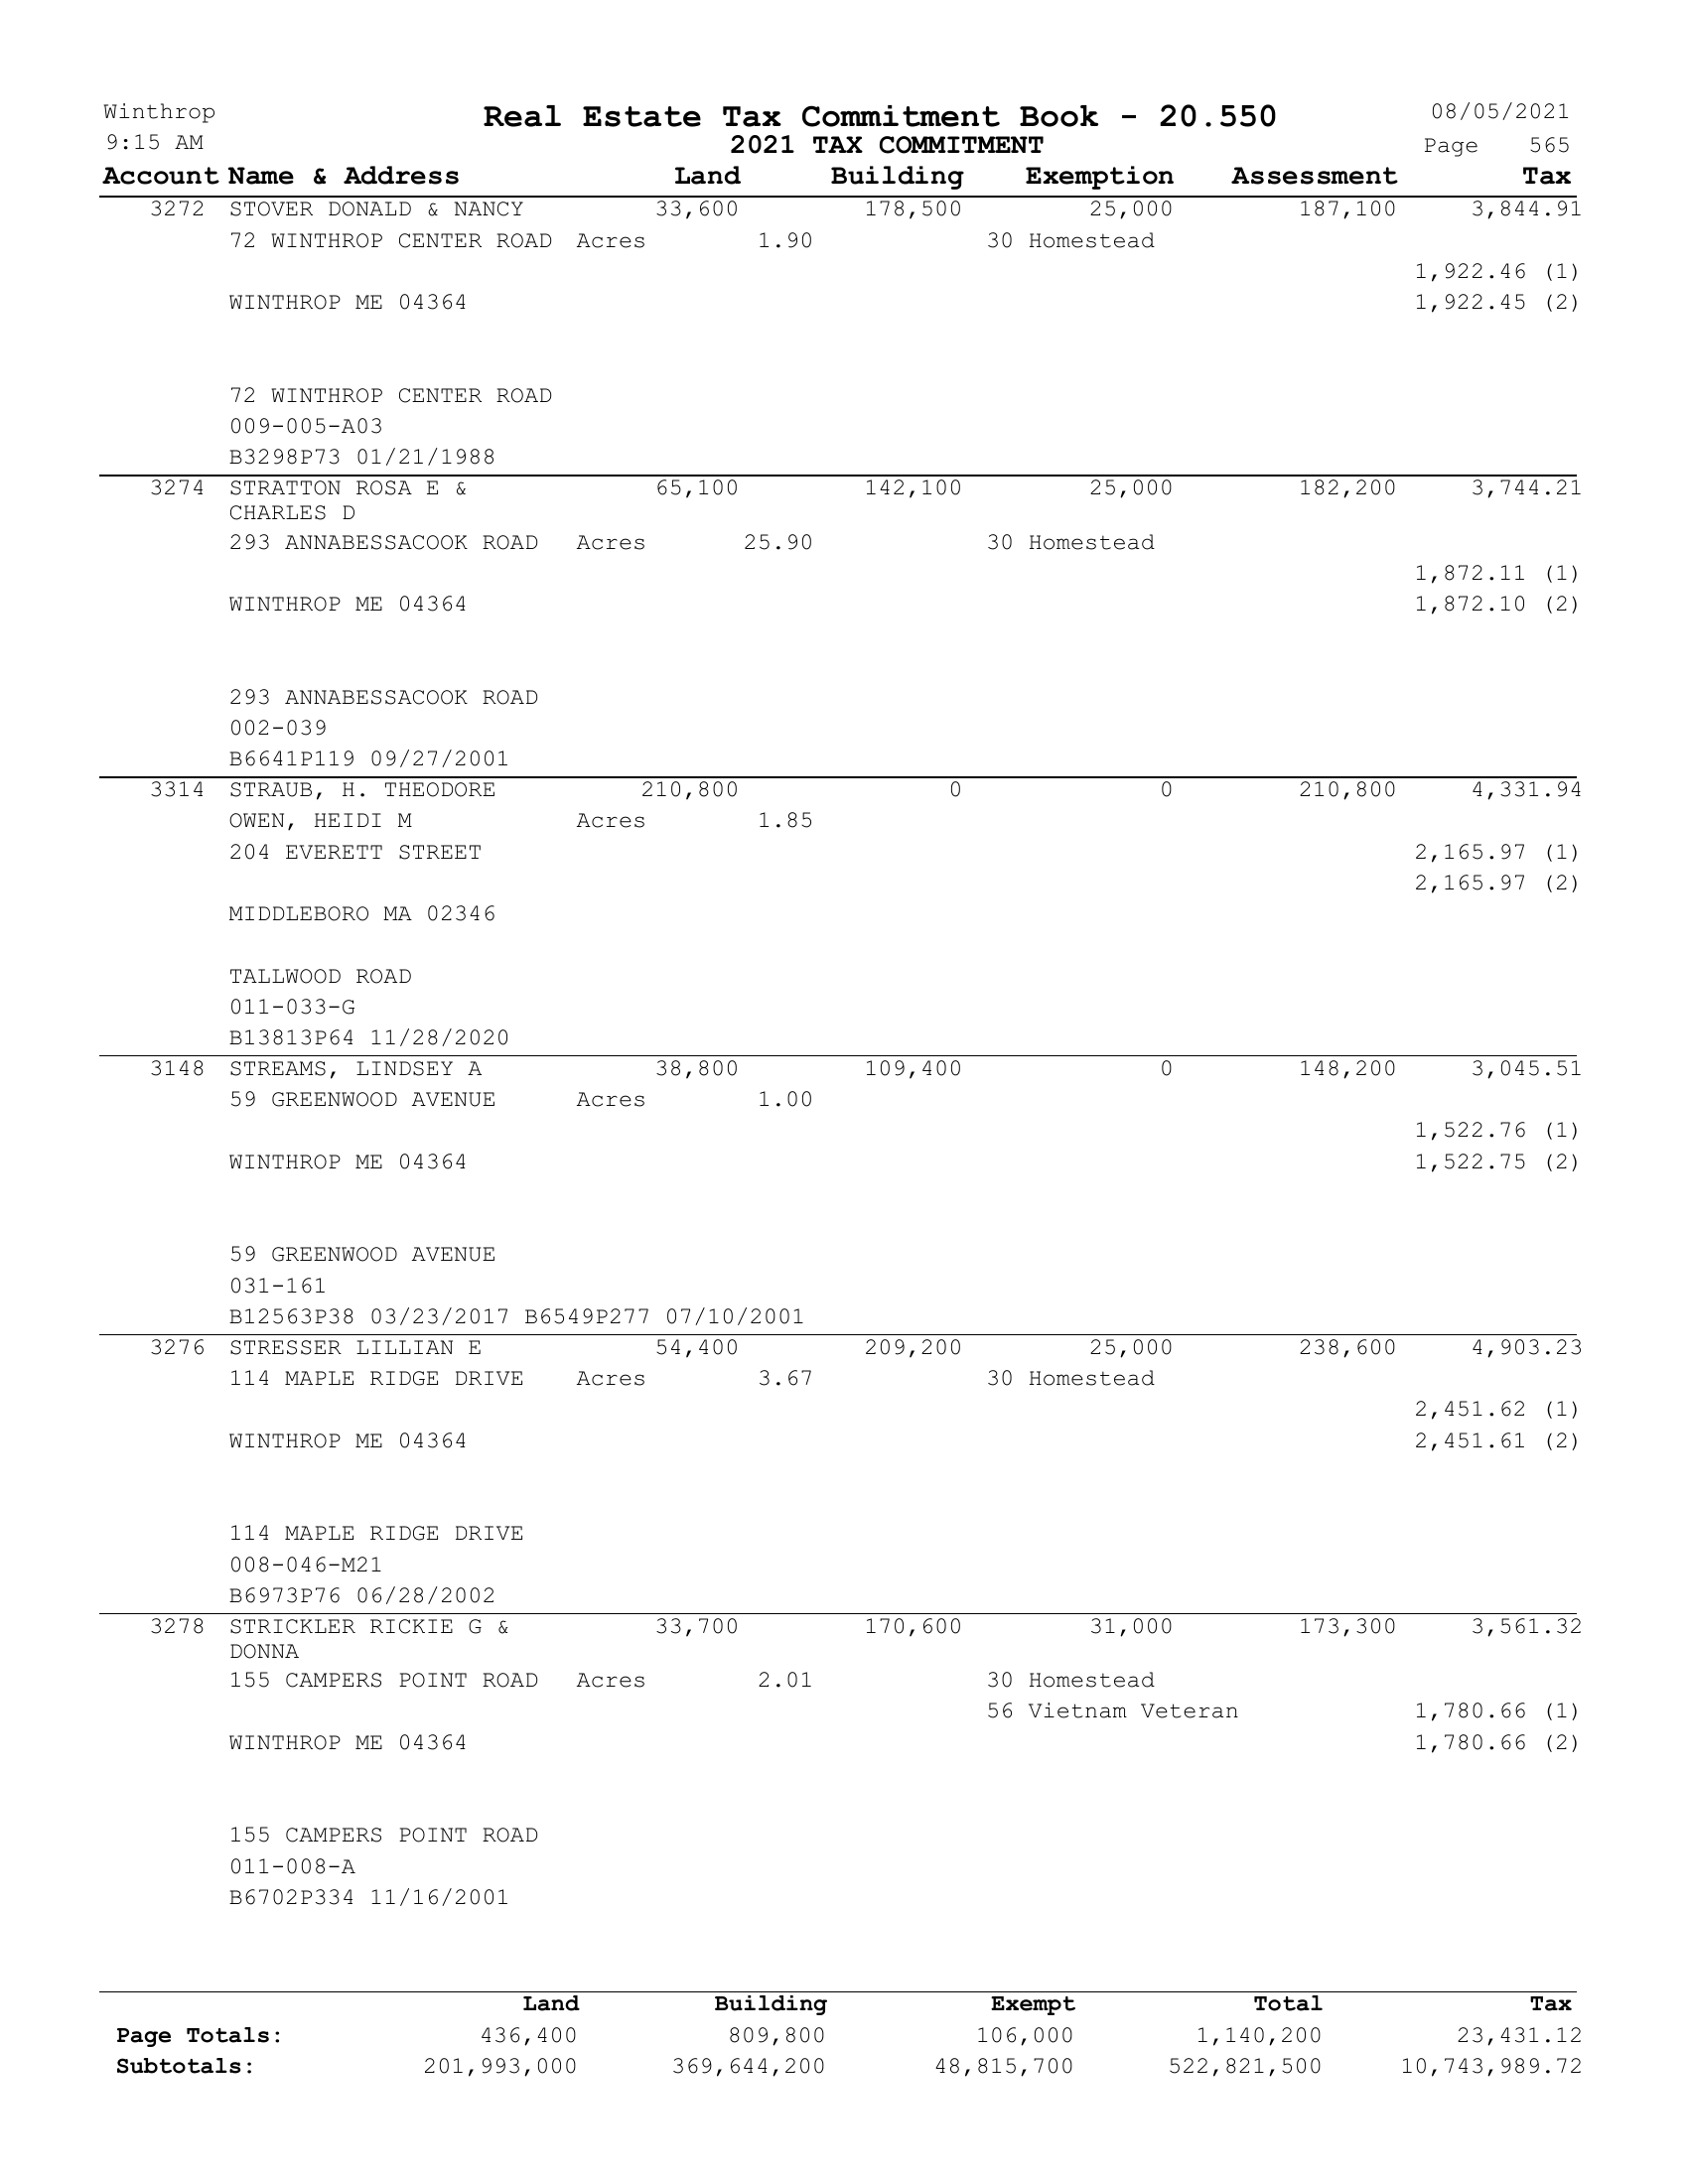 Winthrop Real Estate Tax Commitment Book - 20.550 08/05/2021
9:15 AM 2021 TAX COMMITMENT Page 565
Account Name & Address Land Building Exemption Assessment Tax
3272 STOVER DONALD & NANCY 33,600 178,500 25,000 187,100 3,844.91
72 WINTHROP CENTER ROAD Acres 1.90 30 Homestead
1,922.46 (1)
WINTHROP ME 04364 1,922.45 (2)
72 WINTHROP CENTER ROAD
009-005-A03
B3298P73 01/21/1988
3274 STRATTON ROSA E & 65,100 142,100 25,000 182,200 3,744.21
CHARLES D
293 ANNABESSACOOK ROAD Acres 25.90 30 Homestead
1,872.11 (1)
WINTHROP ME 04364 1,872.10 (2)
293 ANNABESSACOOK ROAD
002-039
B6641P119 09/27/2001
3314 STRAUB, H. THEODORE 210,800 0 0 210,800 4,331.94
OWEN, HEIDI M Acres 1.85
204 EVERETT STREET 2,165.97 (1)
2,165.97 (2)
MIDDLEBORO MA 02346
TALLWOOD ROAD
011-033-G
B13813P64 11/28/2020
3148 STREAMS, LINDSEY A 38,800 109,400 0 148,200 3,045.51
59 GREENWOOD AVENUE Acres 1.00
1,522.76 (1)
WINTHROP ME 04364 1,522.75 (2)
59 GREENWOOD AVENUE
031-161
B12563P38 03/23/2017 B6549P277 07/10/2001
3276 STRESSER LILLIAN E 54,400 209,200 25,000 238,600 4,903.23
114 MAPLE RIDGE DRIVE Acres 3.67 30 Homestead
2,451.62 (1)
WINTHROP ME 04364 2,451.61 (2)
114 MAPLE RIDGE DRIVE
008-046-M21
B6973P76 06/28/2002
3278 STRICKLER RICKIE G & 33,700 170,600 31,000 173,300 3,561.32
DONNA
155 CAMPERS POINT ROAD Acres 2.01 30 Homestead
56 Vietnam Veteran 1,780.66 (1)
WINTHROP ME 04364 1,780.66 (2)
155 CAMPERS POINT ROAD
011-008-A
B6702P334 11/16/2001
Land Building Exempt Total Tax
Page Totals: 436,400 809,800 106,000 1,140,200 23,431.12
Subtotals: 201,993,000 369,644,200 48,815,700 522,821,500 10,743,989.72